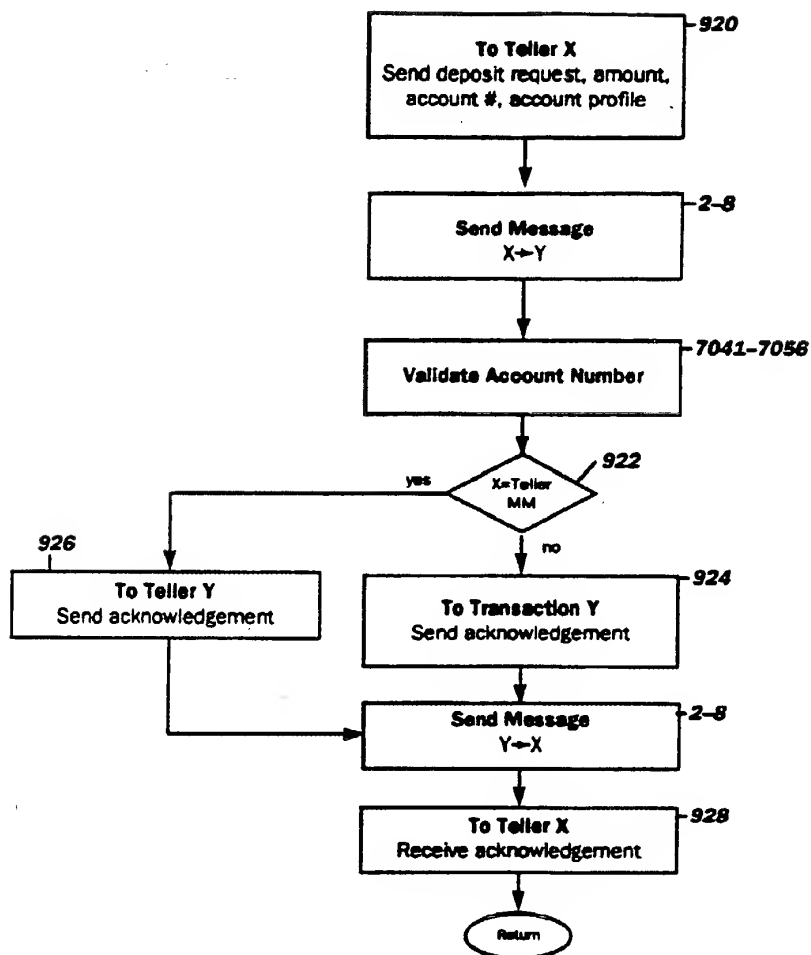 920
To Teller X
Send deposit request, amount,
account #, account profile
2-8
Send Message
X→Y
7041-7056
Validate Account Number
922
X=Teller
MM
yes
no
926
To Teller Y
Send acknowledgement
924
To Transaction Y
Send acknowledgement
2-8
Send Message
Y→X
928
To Teller X
Receive acknowledgement
Return